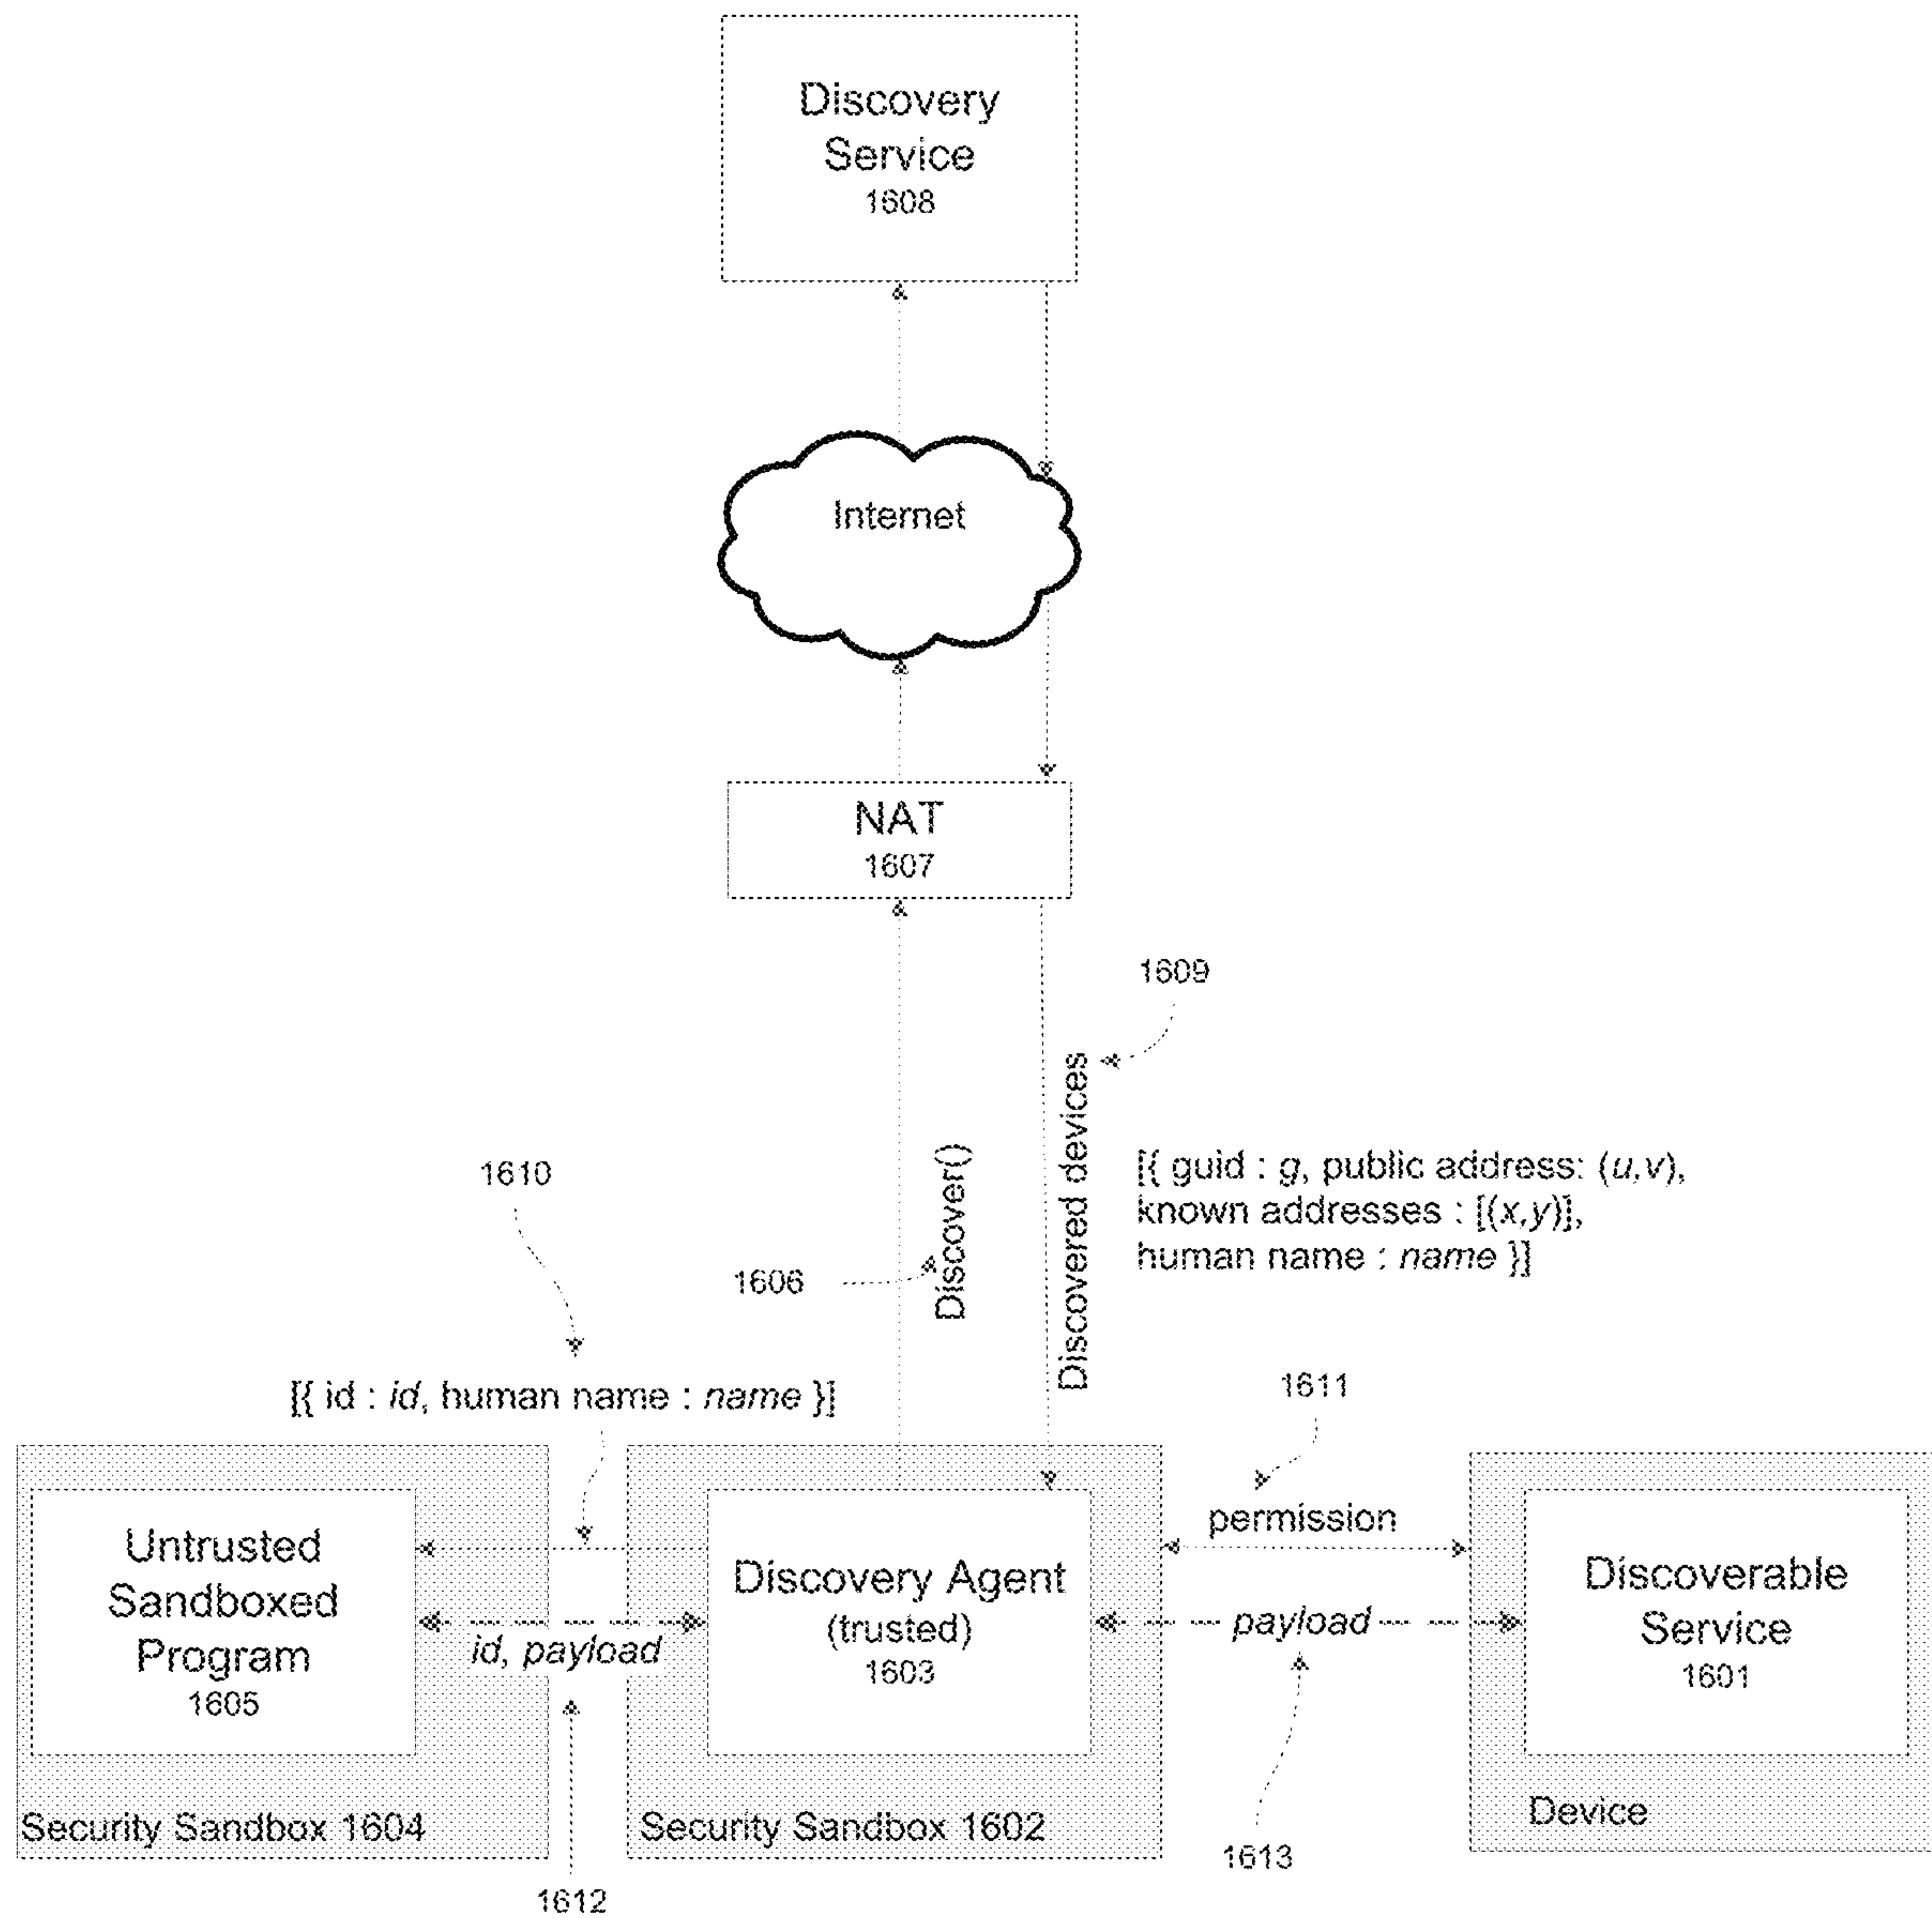 Discovery
Service
1608
Internet
NAT
1607
1609
Discovered devices
Discover()
1606
[{ guid : g, public address: (u,v),
known addresses : [(x,y)],
human name : name }]
1610
[{ id : id, human name : name }]
1611
permission
Untrusted
Sandboxed
Program
1605
id, payload
Discovery Agent
(trusted)
1603
payload
Discoverable
Service
1601
Security Sandbox 1604
Security Sandbox 1602
Device
1612
1613